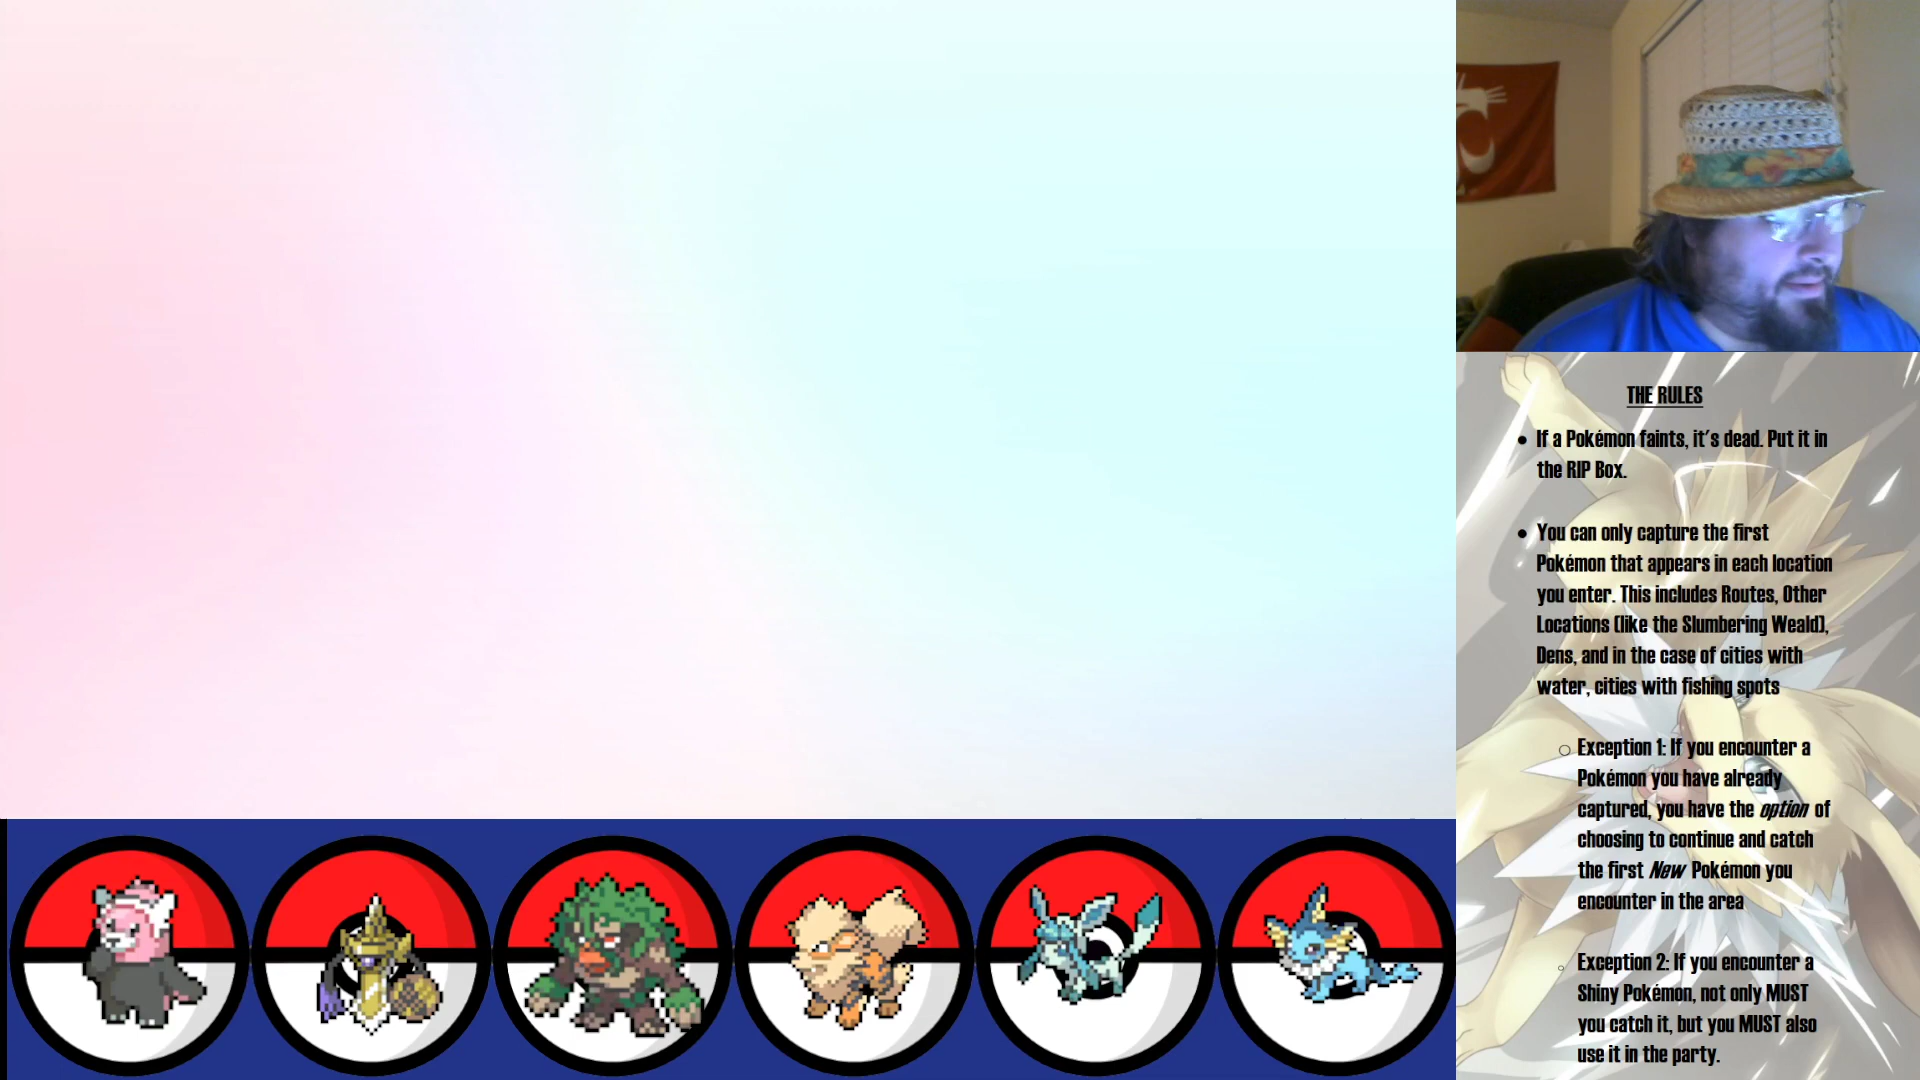 THE RULES
If a Pokémon faints, it's dead. Put it in
the RIP Box.
You can only capture the first
Pokémon that appears in each location
you enter. This includes Routes, Other
Locations (like the Slumbering Weald),
Dens, and in the case of cities with
water, cities with fishing spots
Exception 1: If you encounter a
Pokémon you have already
captured, you have the option of
choosing to continue and catch
the first New Pokémon you
encounter in the area
Exception 2: If you encounter a
Shiny Pokémon, not only MUST
you catch it, but you MUST also
use it in the party.